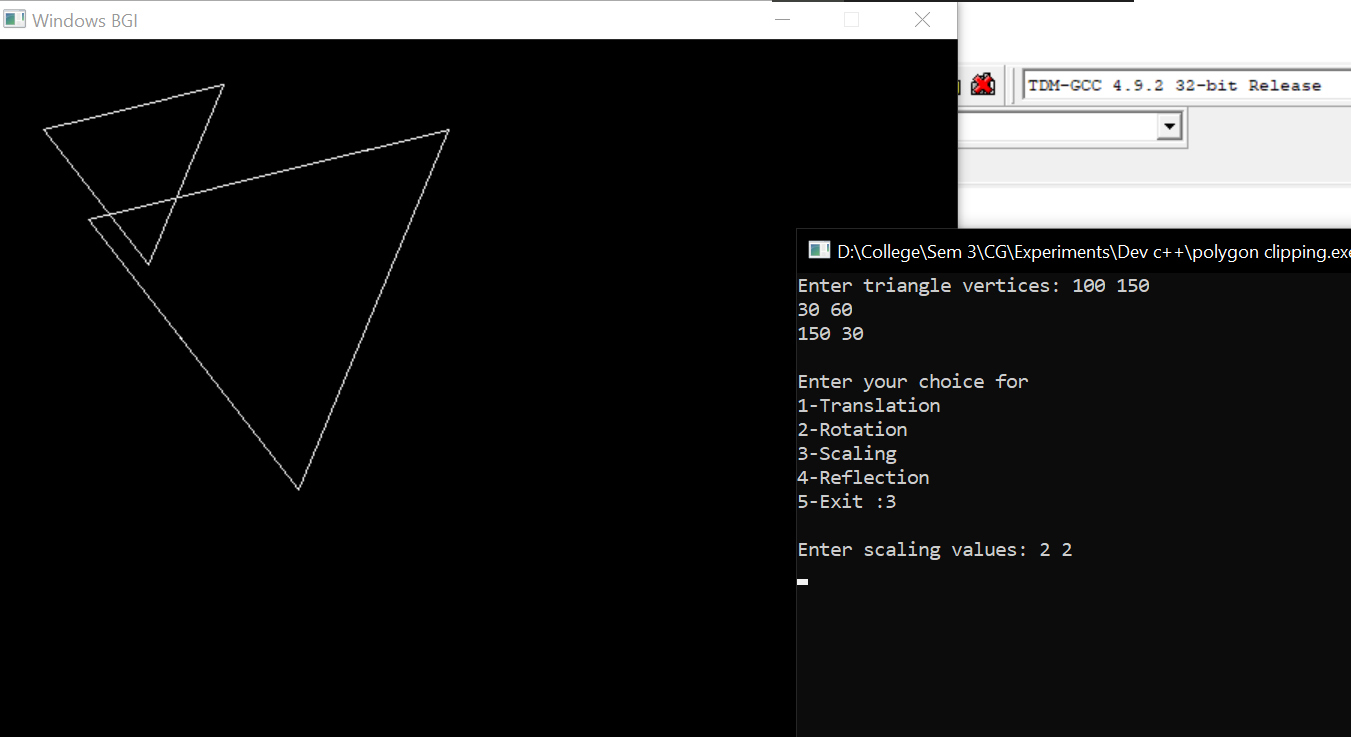 Windows BGI
TDM-GCC 4.9.2 32-bit Release
D:\College\Sem 3\CG\Experiments\Dev c++\polygon clipping.exe
Enter triangle vertices: 100 150
30 60
150 30
Enter your choice for
1-Translation
2-Rotation
3-Scaling
4-Reflection
5-Exit :3
Enter scaling values: 2 2